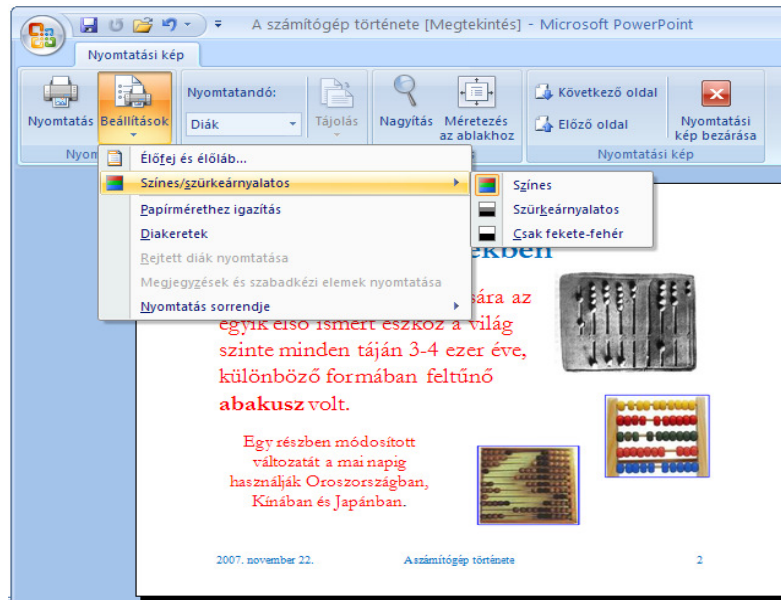 A számítógép története [Megtekintés] - Microsoft PowerPoint
Nyomtatási kép
Nyomtatás
Beállítások
Nyomtatandó:
Diák
Tájolás
Nagyítás
Méretezés
az ablakhoz
Következő oldal
Előző oldal
Nyomtatási
kép bezárása
Nyomtatási kép
Élőfej és élőláb...
Színes/szürkeárnyalatos
Papírmérethez igazítás
Diakeretek
Rejtett diák nyomtatása
Megjegyzések és szabadkézi elemek nyomtatása
Nyomtatás sorrendje
Színes
Szürkeárnyalatos
Csak fekete-fehér
az
egyik első ismert eszköz a világ
szinte minden táján 3-4 ezer éve,
különböző formában feltűnő
abakusz volt.
Egy részben módosított
változatát a mai napig
használják Oroszországban,
Kínában és Japánban.
2007. november 22.
A számítógép története
2